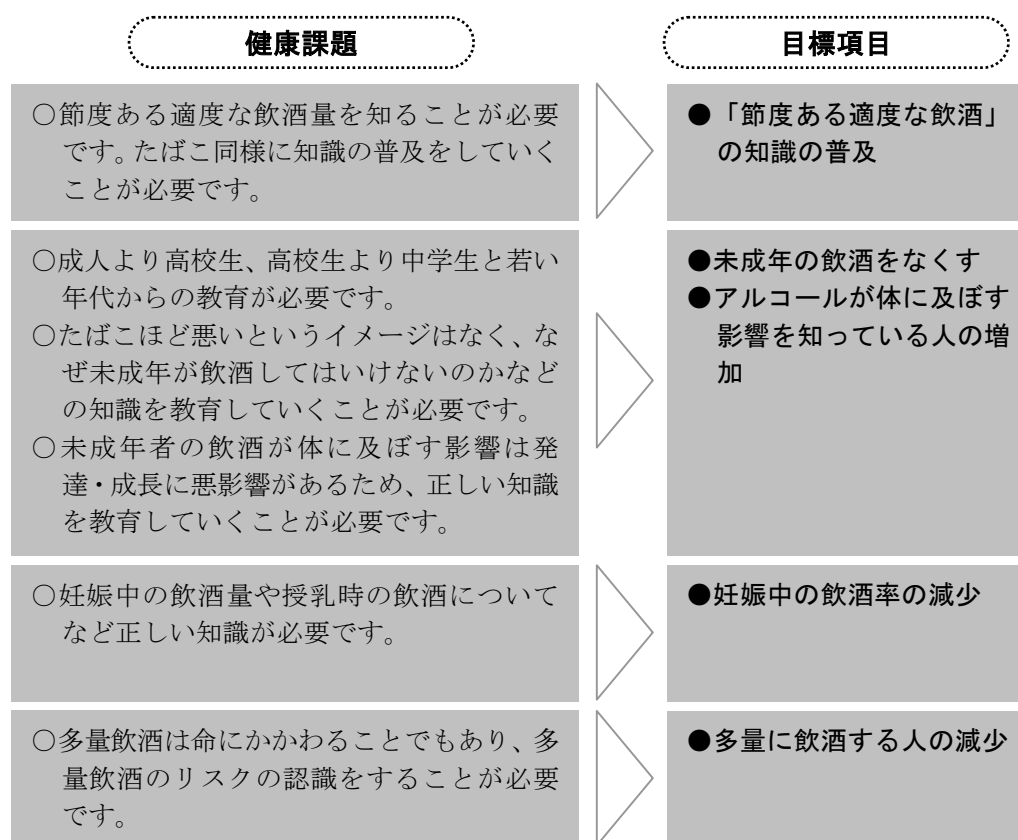 健康課題
目標項目
○節度ある適度な飲酒量を知ることが必要
です。たばこ同様に知識の普及をしていく
ことが必要です。
●「節度ある適度な飲酒」
の知識の普及
○成人より高校生、高校生より中学生と若い
年代からの教育が必要です。
○たばこほど悪いというイメージはなく、な
ぜ未成年が飲酒してはいけないのかなど
の知識を教育していくことが必要です。
○未成年者の飲酒が体に及ぼす影響は発
達・成長に悪影響があるため、正しい知識
を教育していくことが必要です。
●未成年の飲酒をなくす
●アルコールが体に及ぼす
影響を知っている人の増
加
○妊娠中の飲酒量や授乳時の飲酒について
など正しい知識が必要です。
●妊娠中の飲酒率の減少
○多量飲酒は命にかかわることでもあり、多
量飲酒のリスクの認識をすることが必要
です。
●多量に飲酒する人の減少